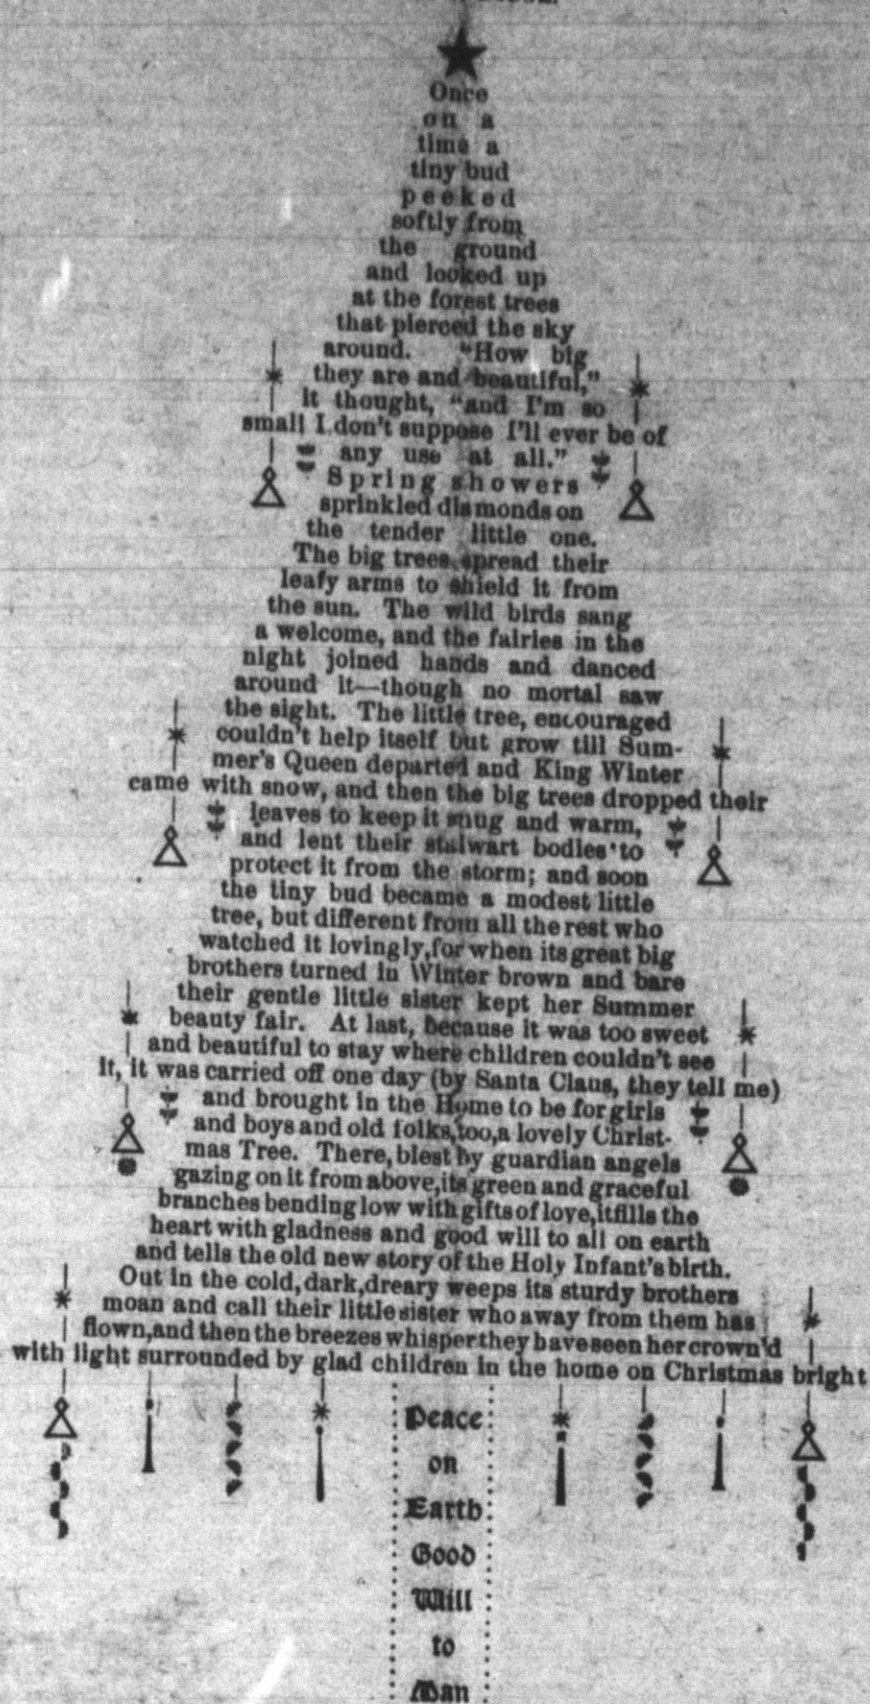 Once
on a
time a
tiny bud
peeked
softly from
the ground
and looked up
at the forest trees
that pierced the sky
around. "How big
they are and beautiful,"
it thought, "and I'm so
small I don't suppose I'll ever be of
any use at all."
Spring showers
sprinkled diamonds on
the tender little one.
The big trees spread their
leafy arms to shield it from
the sun. The wild birds sang
a welcome, and the fairies in the
night joined hands and danced
around it—though no mortal saw
the sight. The little tree, encouraged
couldn't help itself but grow till Sum-
mer's Queen departed and King Winter
came with snow, and then the big trees dropped their
leaves to keep it snug and warm,
and lent their stalwart bodies to
protect it from the storm; and soon
the tiny bud became a modest little
tree, but different from all the rest who
watched it lovingly, for when its great big
brothers turned in Winter brown and bare
their gentle little sister kept her Summer
beauty fair. At last, because it was too sweet
and beautiful to stay where children couldn't see
it, it was carried off one day (by Santa Claus, they tell me)
and brought in the Home to be for girls
and boys and old folks, too, a lovely Christ-
mas Tree. There, blest by guardian angels
gazing on it from above, its green and graceful
branches bending low with gifts of love, it fills the
heart with gladness and good will to all on earth
and tells the old new story of the Holy Infant's birth.
Out in the cold, dark, dreary weeps its sturdy brothers
moan and call their little sister who away from them has
flown, and then the breezes whisper they have seen her crown'd
with light surrounded by glad children in the home on Christmas bright
Peace
on
Earth
Good
Will
to
Man